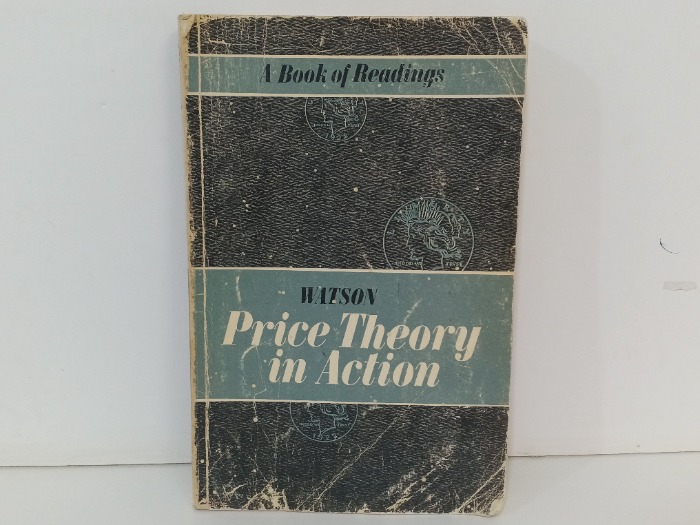 A Book of Readings
WATSON
Price Theory
in Action